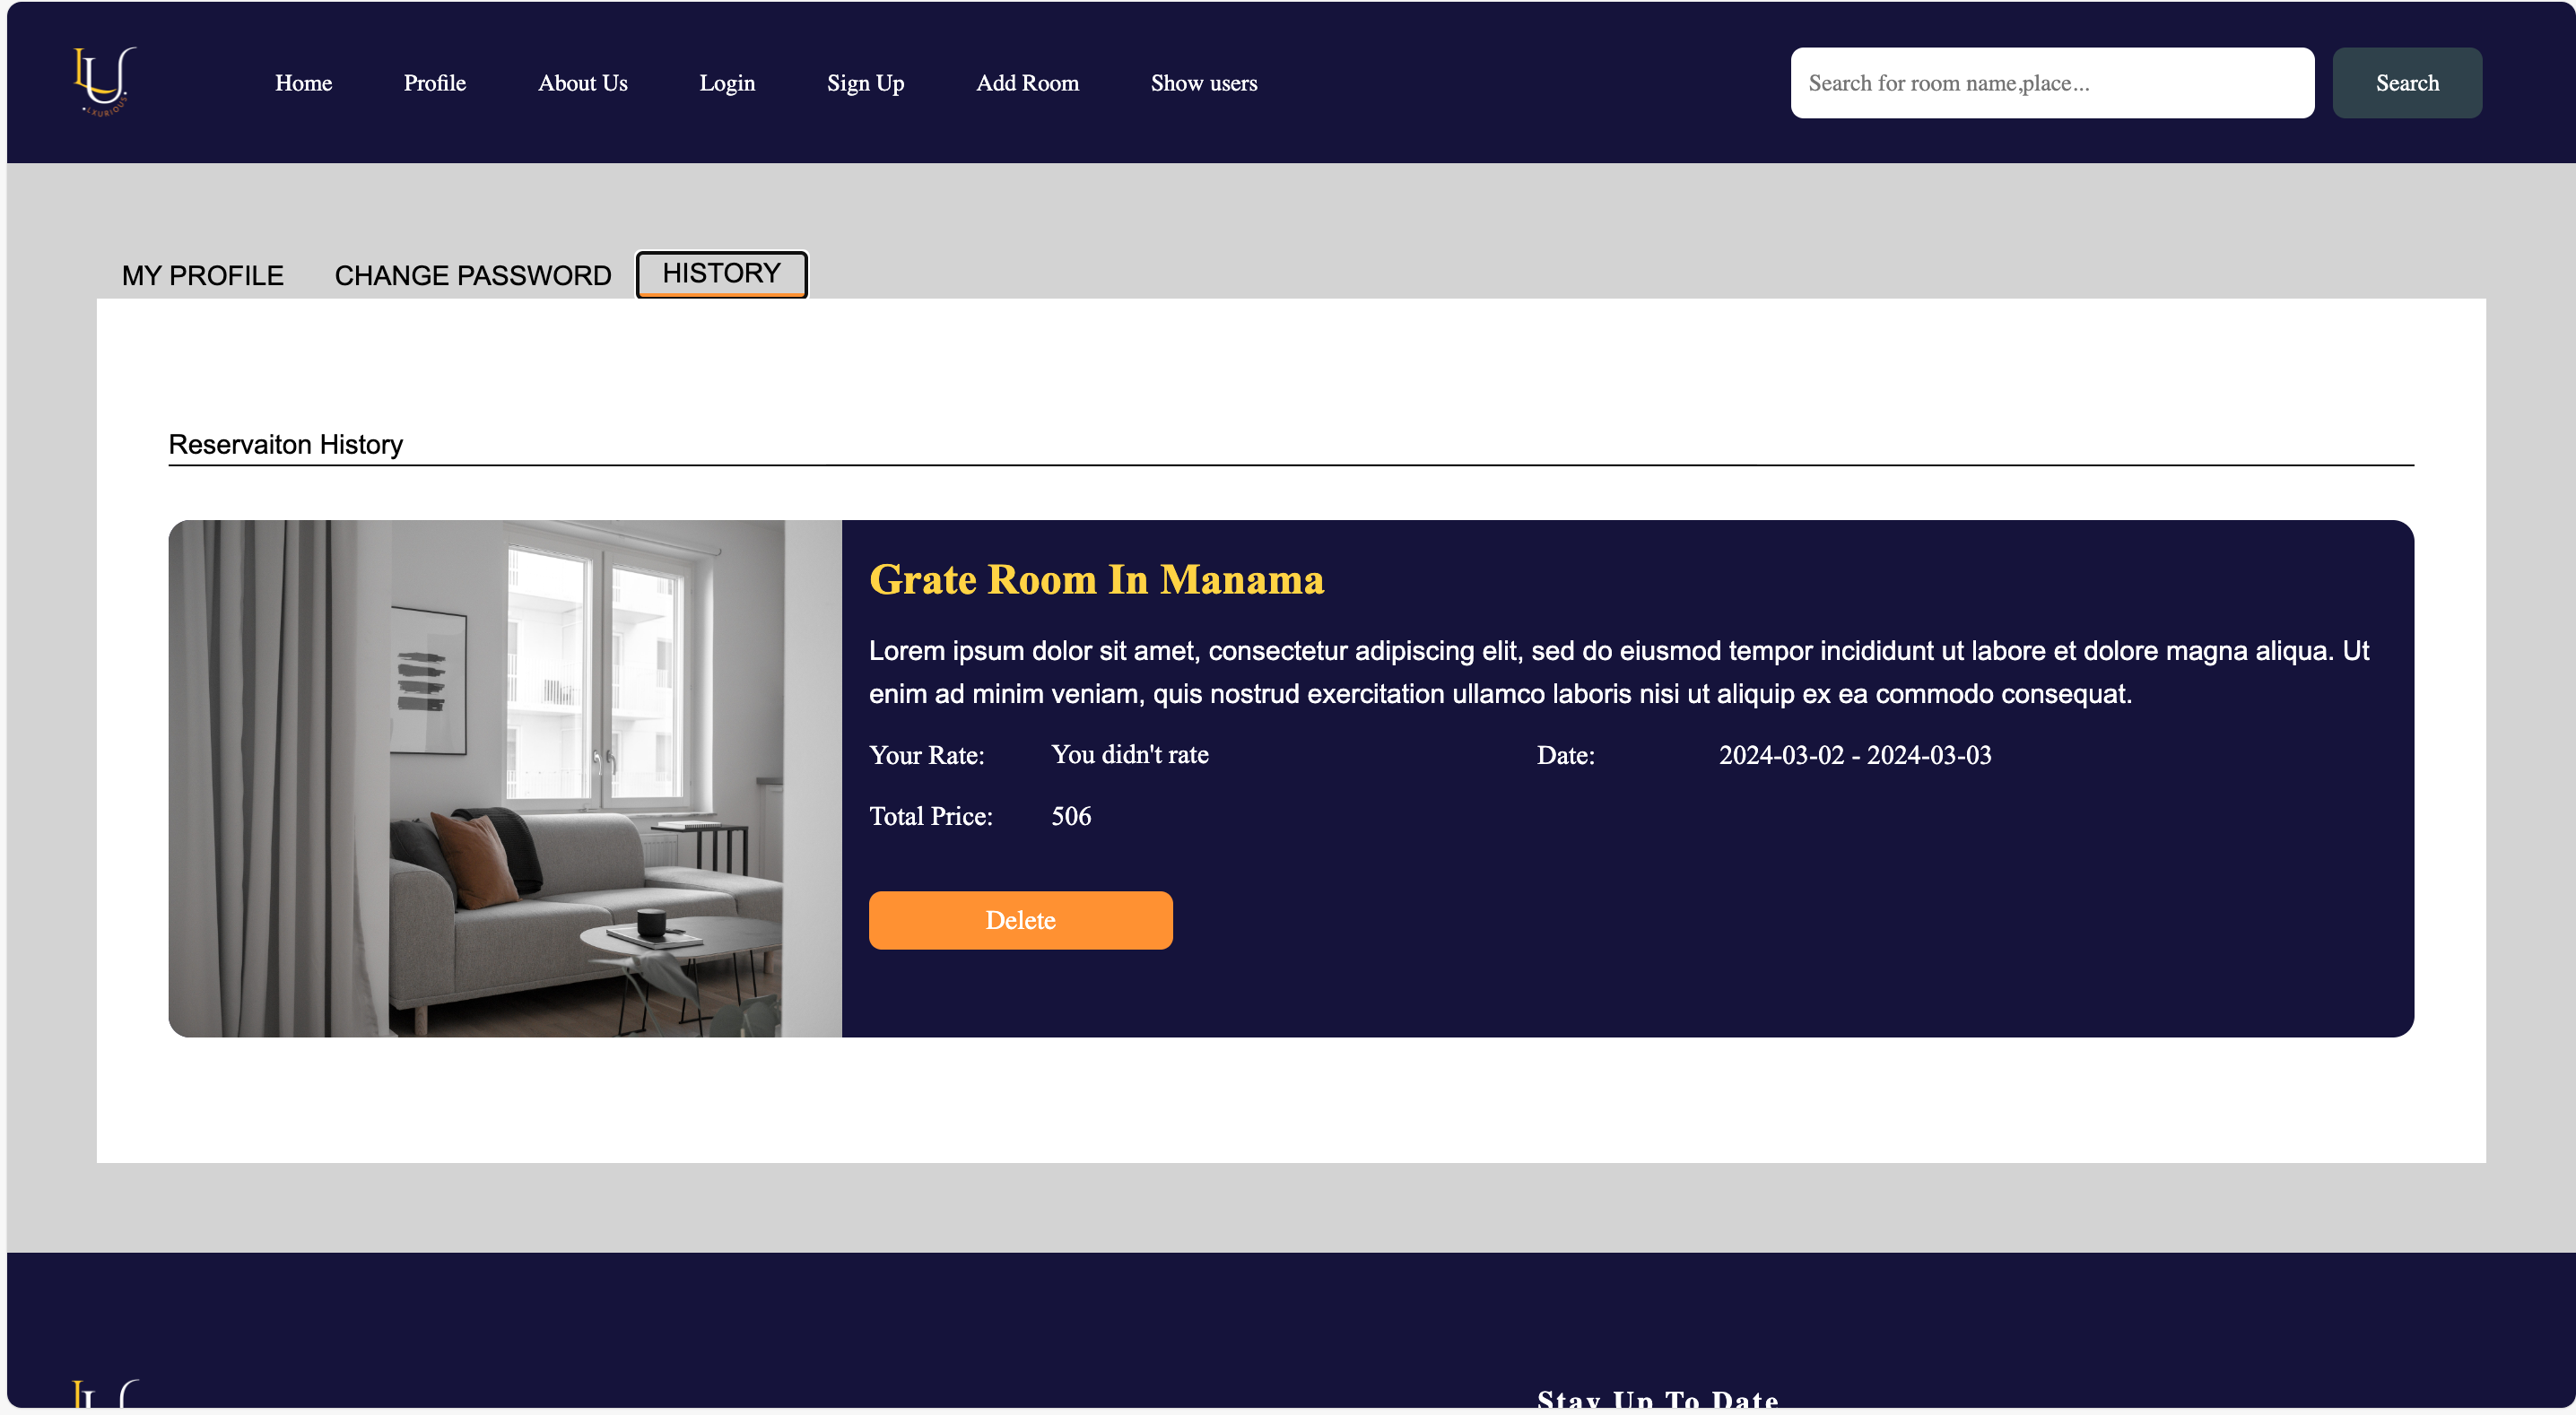 LU
LXURIOUS
Home Profile About Us Login Sign Up Add Room Show users
Search for room name,place... Search
MY PROFILE CHANGE PASSWORD HISTORY
Reservaiton History
Grate Room In Manama
Lorem ipsum dolor sit amet, consectetur adipiscing elit, sed do eiusmod tempor incididunt ut labore et dolore magna aliqua. Ut
enim ad minim veniam, quis nostrud exercitation ullamco laboris nisi ut aliquip ex ea commodo consequat.
Your Rate: You didn't rate Date: 2024-03-02 - 2024-03-03
Total Price: 506
Delete
LU
Stay Up To Date